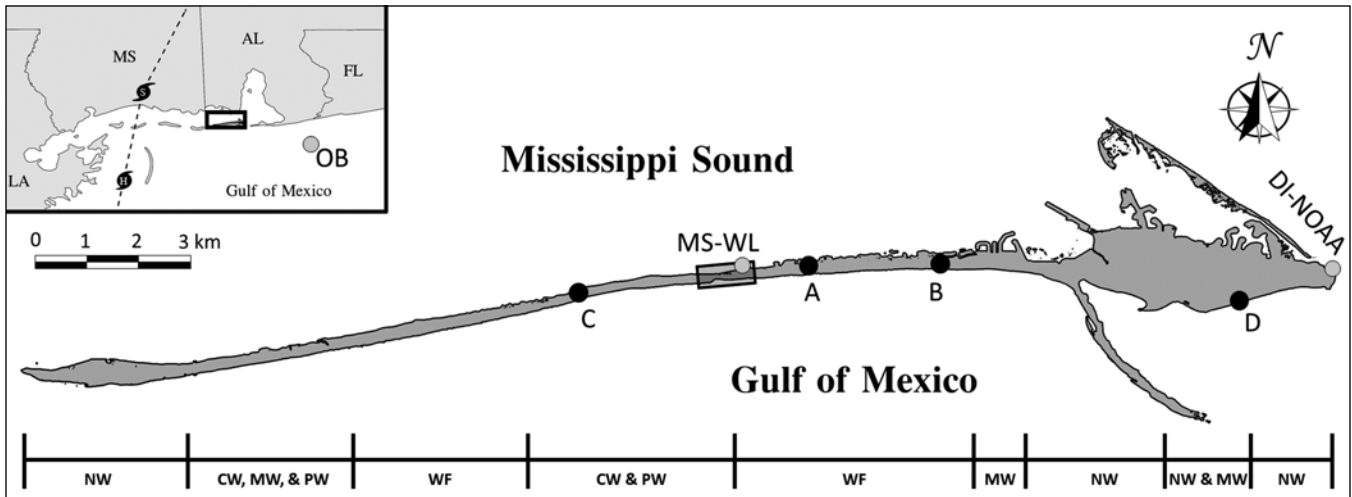 MS
AL
FL
LA
S
H
OB
Gulf of Mexico
N
Mississippi Sound
0 1 2 3 km
DI-NOAA
MS-WL
A
B
C
D
Gulf of Mexico
NW CW, MW, & PW WF CW & PW WF MW NW NW & MW NW